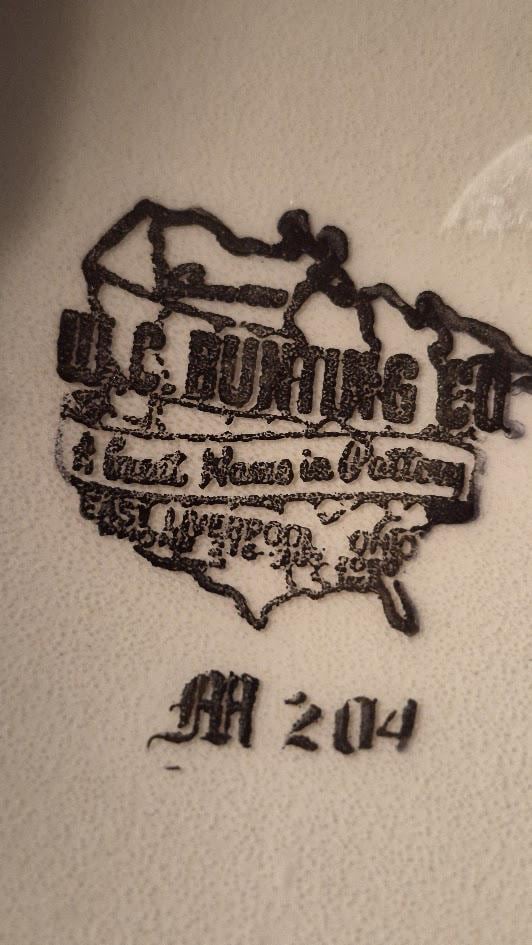 W.C. BUNTING CO
A Great Name in Pottery
EAST LIVERPOOL, OHIO
M 204